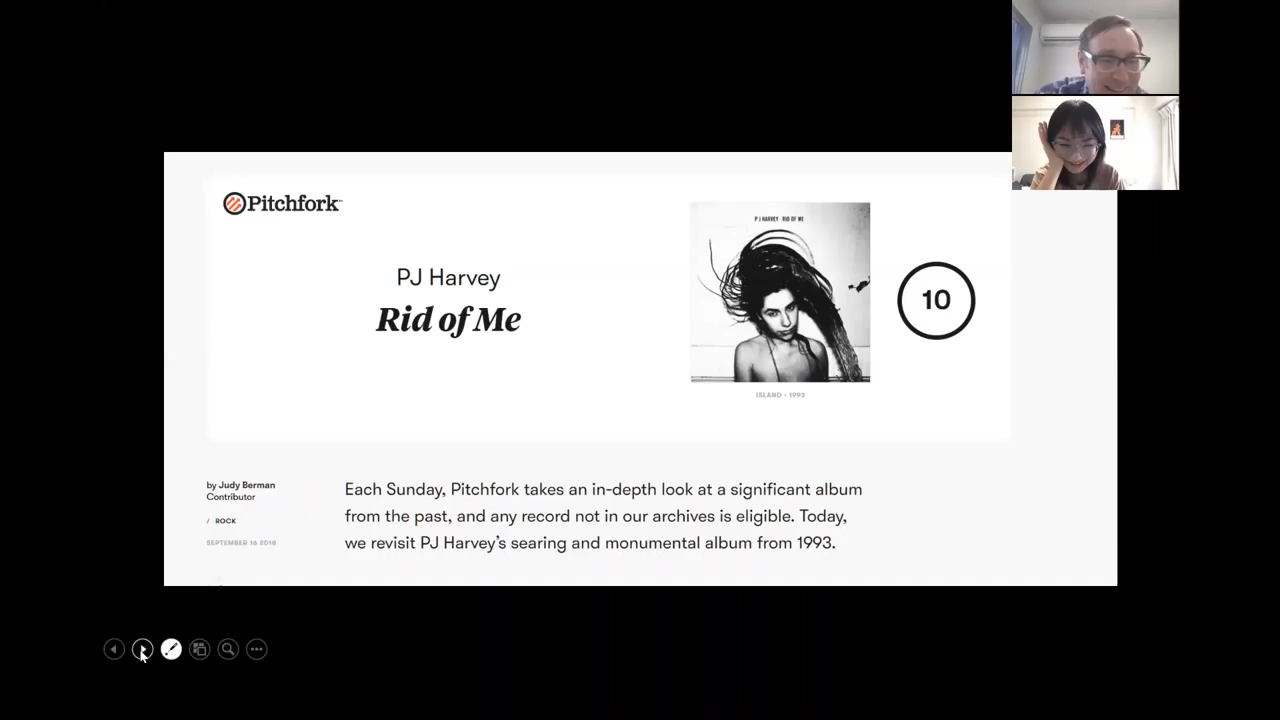 Pitchfork
PJ HARVEY RID OF ME
PJ Harvey
Rid of Me
10
ISLAND • 1993
by Judy Berman
Contributor
/ ROCK
SEPTEMBER 16 2018
Each Sunday, Pitchfork takes an in-depth look at a significant album
from the past, and any record not in our archives is eligible. Today,
we revisit PJ Harvey’s searing and monumental album from 1993.